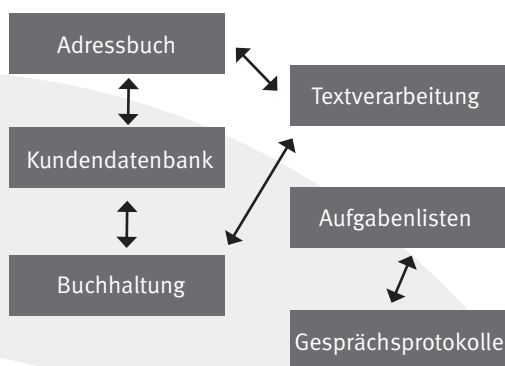 Adressbuch
Textverarbeitung
Kundendatenbank
Aufgabenlisten
Buchhaltung
Gesprächsprotokolle